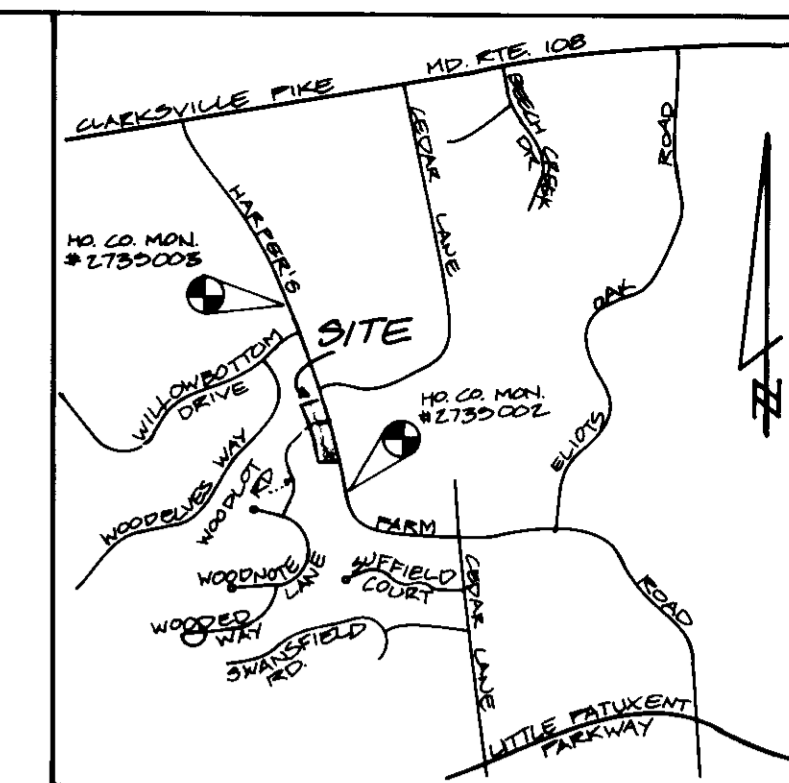 CLARKSVILLE PIKE
MD. RTE. 108
BEECH CREEK
DR.
CEDAR LANE
ROAD
HARPER'S
HO. CO. MON.
#2735003
SITE
OAK
WILLOWBOTTOM
DRIVE
HO. CO. MON.
#2735002
N
ELIOTS
WOODELVES WAY
WOODLOT
RD.
FARM
WOODNOTE
LANE
SUFFIELD
COURT
CEDAR LANE
ROAD
WOODED
WAY
SWANSFIELD
RD.
LITTLE PATUXENT
PARKWAY